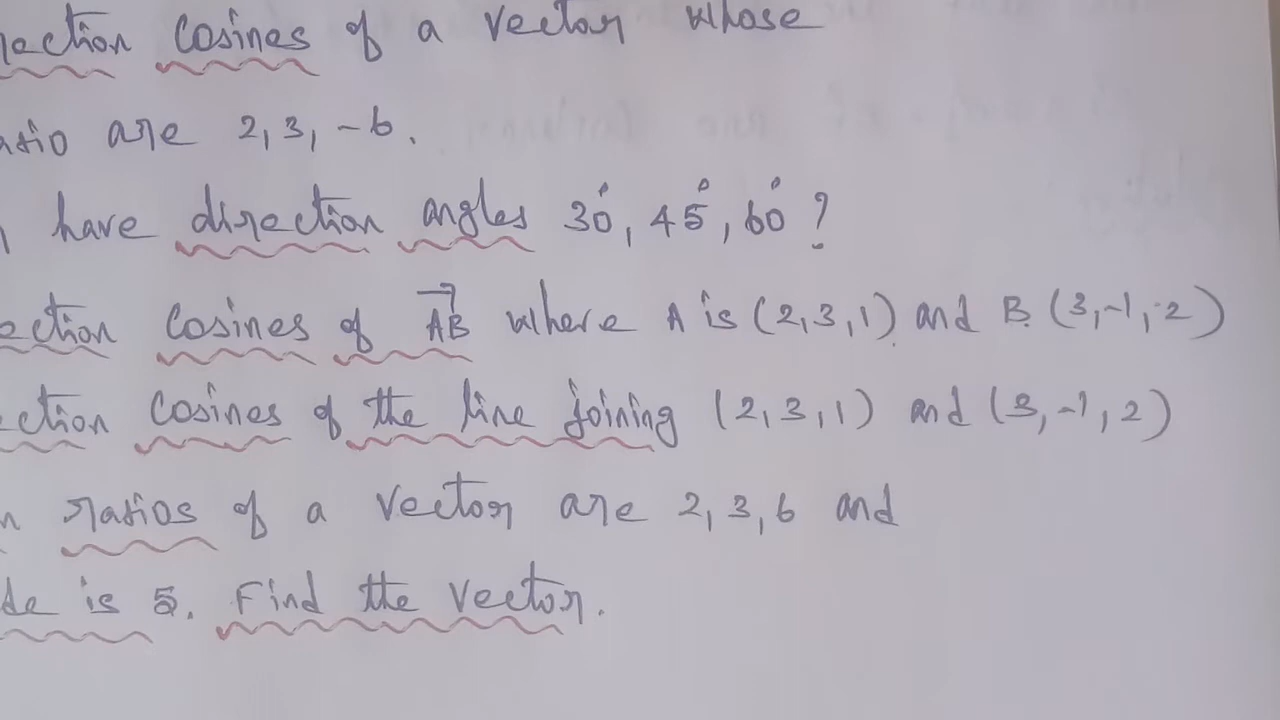 rection cosines of a vector whose
atio are 2, 3, -6.
have direction angles 30°, 45°, 60°?
ection cosines of AB where A is (2,3,1) and B (3,-1,-2)
ction cosines of the line joining (2,3,1) and (3,-1,2)
n ratios of a vector are 2, 3, 6 and
de is 5. Find the vector.